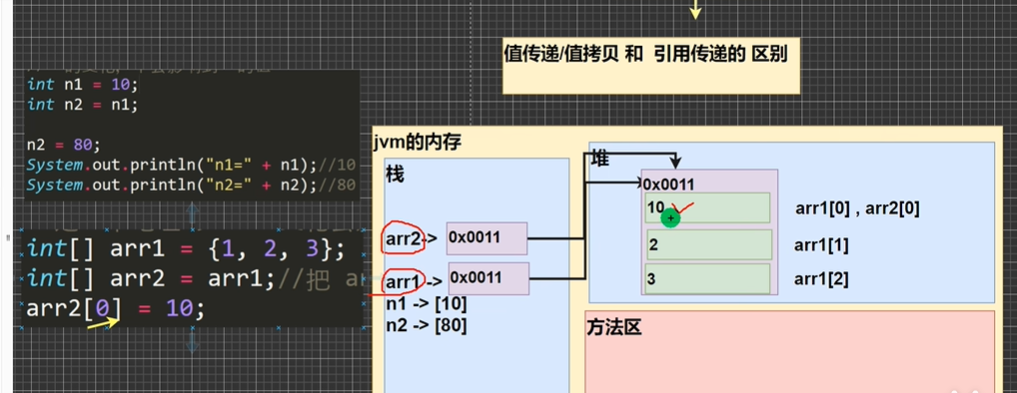 值传递/值拷贝 和 引用传递的 区别
int n1 = 10;
int n2 = n1;
n2 = 80;
System.out.println("n1=" + n1);//10
System.out.println("n2=" + n2);//80
int[] arr1 = {1, 2, 3};
int[] arr2 = arr1;//把 a
arr2[0] = 10;
jvm的内存
栈
arr2-> 0x0011
arr1-> 0x0011
n1 -> [10]
n2 -> [80]
堆
0x0011
10
arr1[0] , arr2[0]
2
arr1[1]
3
arr1[2]
方法区